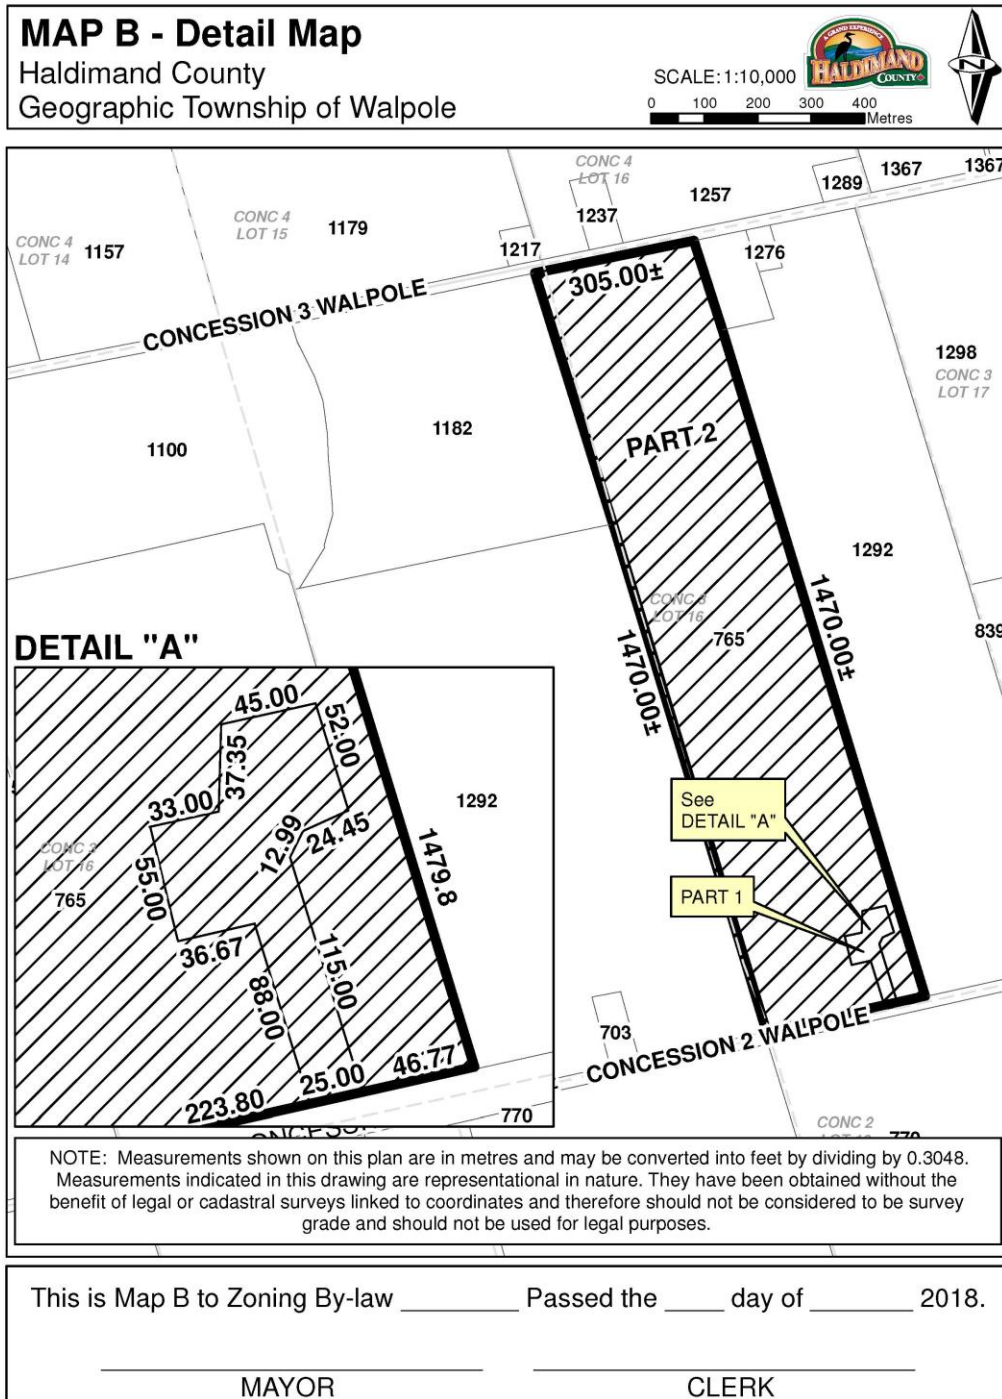 MAP B - Detail Map
Haldimand County
Geographic Township of Walpole
SCALE: 1:10,000
0 100 200 300 400
Metres
A GRAND EXPERIENCE
HALDIMAND
COUNTY
N
CONC 4
LOT 14
1157
CONC 4
LOT 15
1179
CONC 4
LOT 16
1217
1237
1257
1289
1367
1367
1276
CONCESSION 3 WALPOLE
305.00±
1298
CONC 3
LOT 17
1100
1182
PART 2
1292
CONC 3
LOT 16
765
1470.00±
1470.00±
839
See
DETAIL "A"
PART 1
703
CONCESSION 2 WALPOLE
770
CONC 2
DETAIL "A"
45.00
52.00
37.35
33.00
12.99
24.45
55.00
36.67
115.00
88.00
1479.8
1292
LOT 16
765
223.80
25.00
46.77
770
NOTE: Measurements shown on this plan are in metres and may be converted into feet by dividing by 0.3048.
Measurements indicated in this drawing are representational in nature. They have been obtained without the
benefit of legal or cadastral surveys linked to coordinates and therefore should not be considered to be survey
grade and should not be used for legal purposes.
This is Map B to Zoning By-law ________ Passed the ____ day of _______ 2018.
MAYOR
CLERK